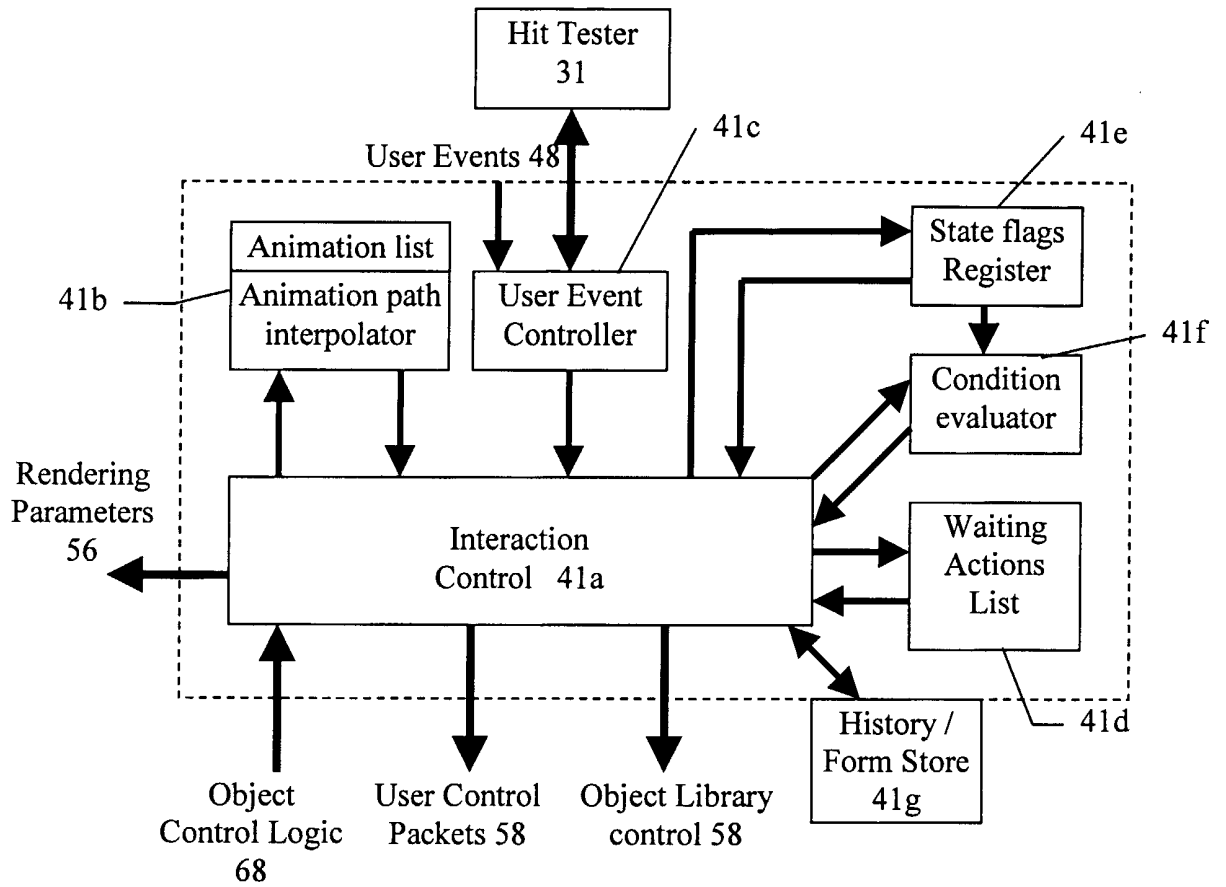 Hit Tester
31
41c
41e
User Events 48
Animation list
Animation path
interpolator
41b
User Event
Controller
State flags
Register
41f
Condition
evaluator
Rendering
Parameters
56
Interaction
Control 41a
Waiting
Actions
List
41d
History /
Form Store
41g
Object
Control Logic
68
User Control
Packets 58
Object Library
control 58